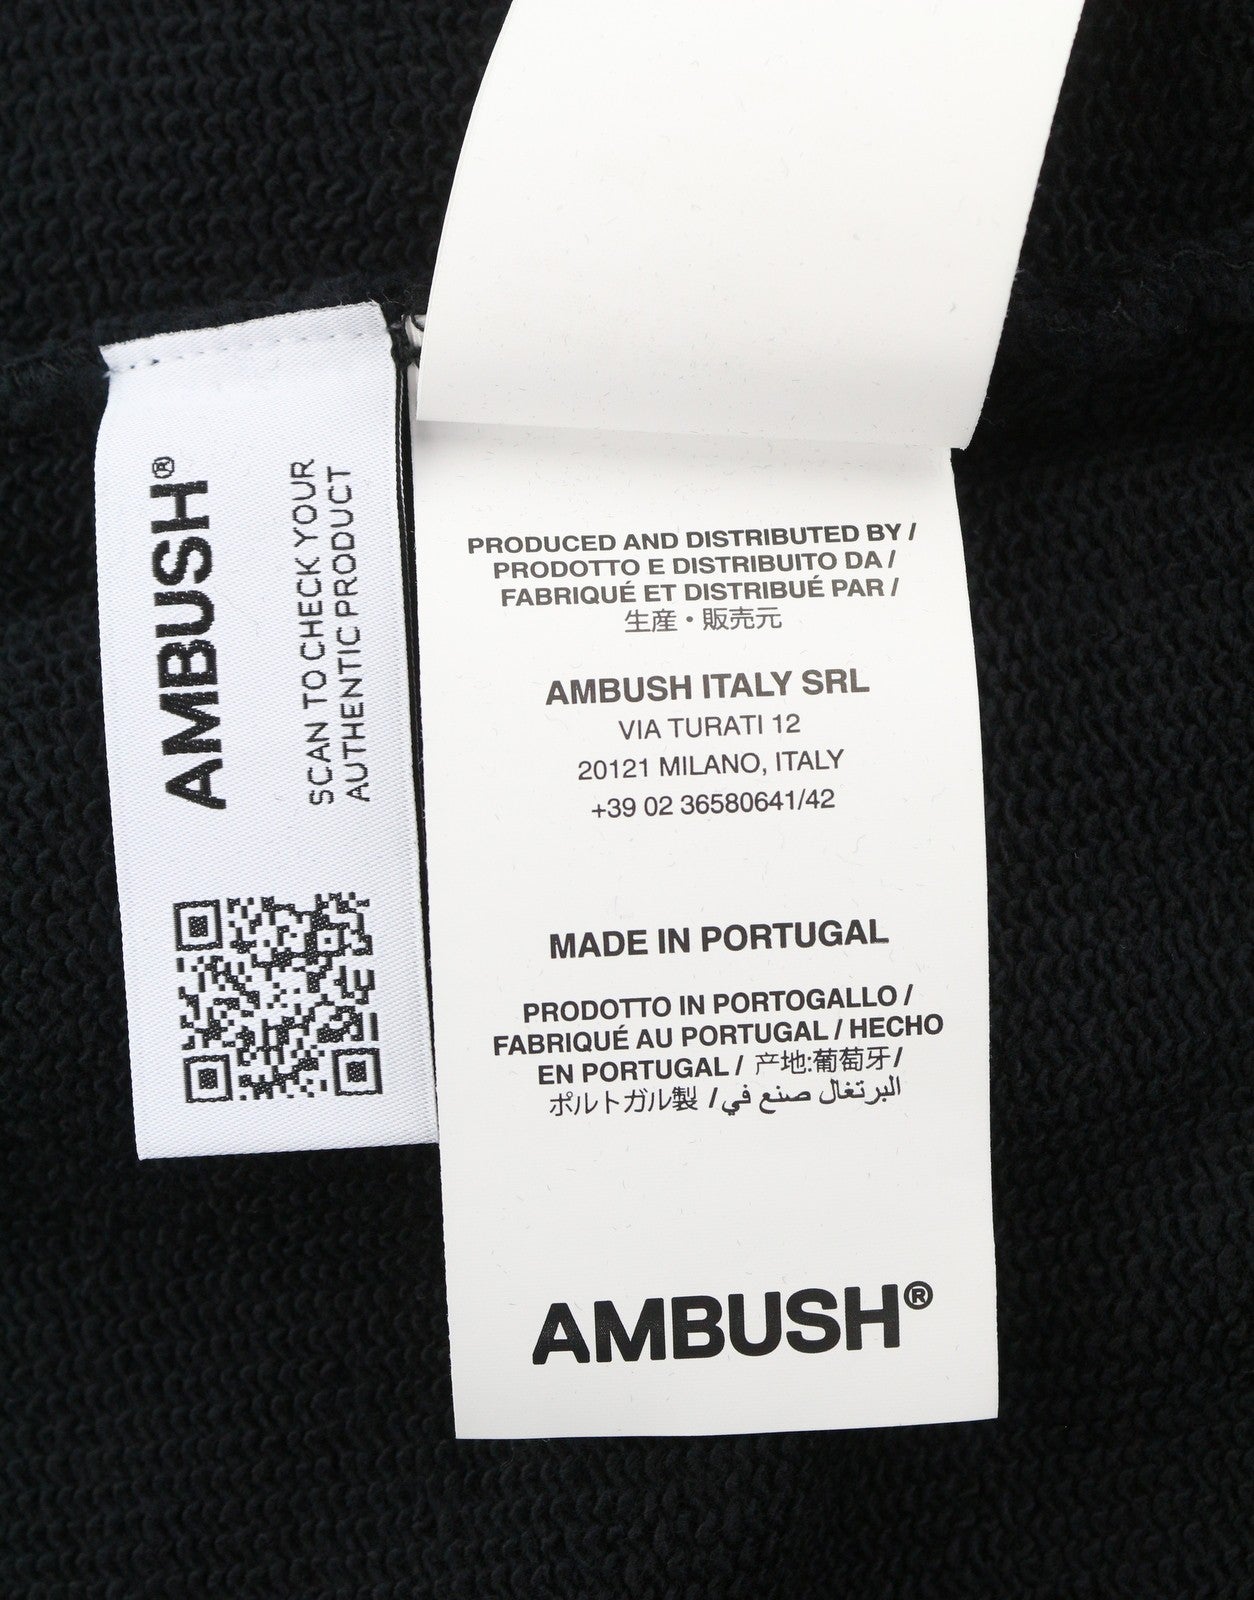 AMBUSH®
SCAN TO CHECK YOUR
AUTHENTIC PRODUCT
PRODUCED AND DISTRIBUTED BY /
PRODOTTO E DISTRIBUITO DA /
FABRIQUÉ ET DISTRIBUÉ PAR /
生産・販売元
AMBUSH ITALY SRL
VIA TURATI 12
20121 MILANO, ITALY
+39 02 36580641/42
MADE IN PORTUGAL
PRODOTTO IN PORTOGALLO /
FABRIQUÉ AU PORTUGAL / HECHO
EN PORTUGAL / 产地:葡萄牙 /
ポルトガル製 / البرتغال صنع في
AMBUSH®